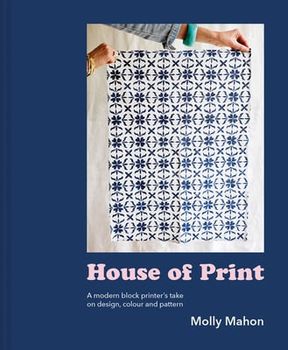 House of Print
A modern block printer's take
on design, colour and pattern
Molly Mahon